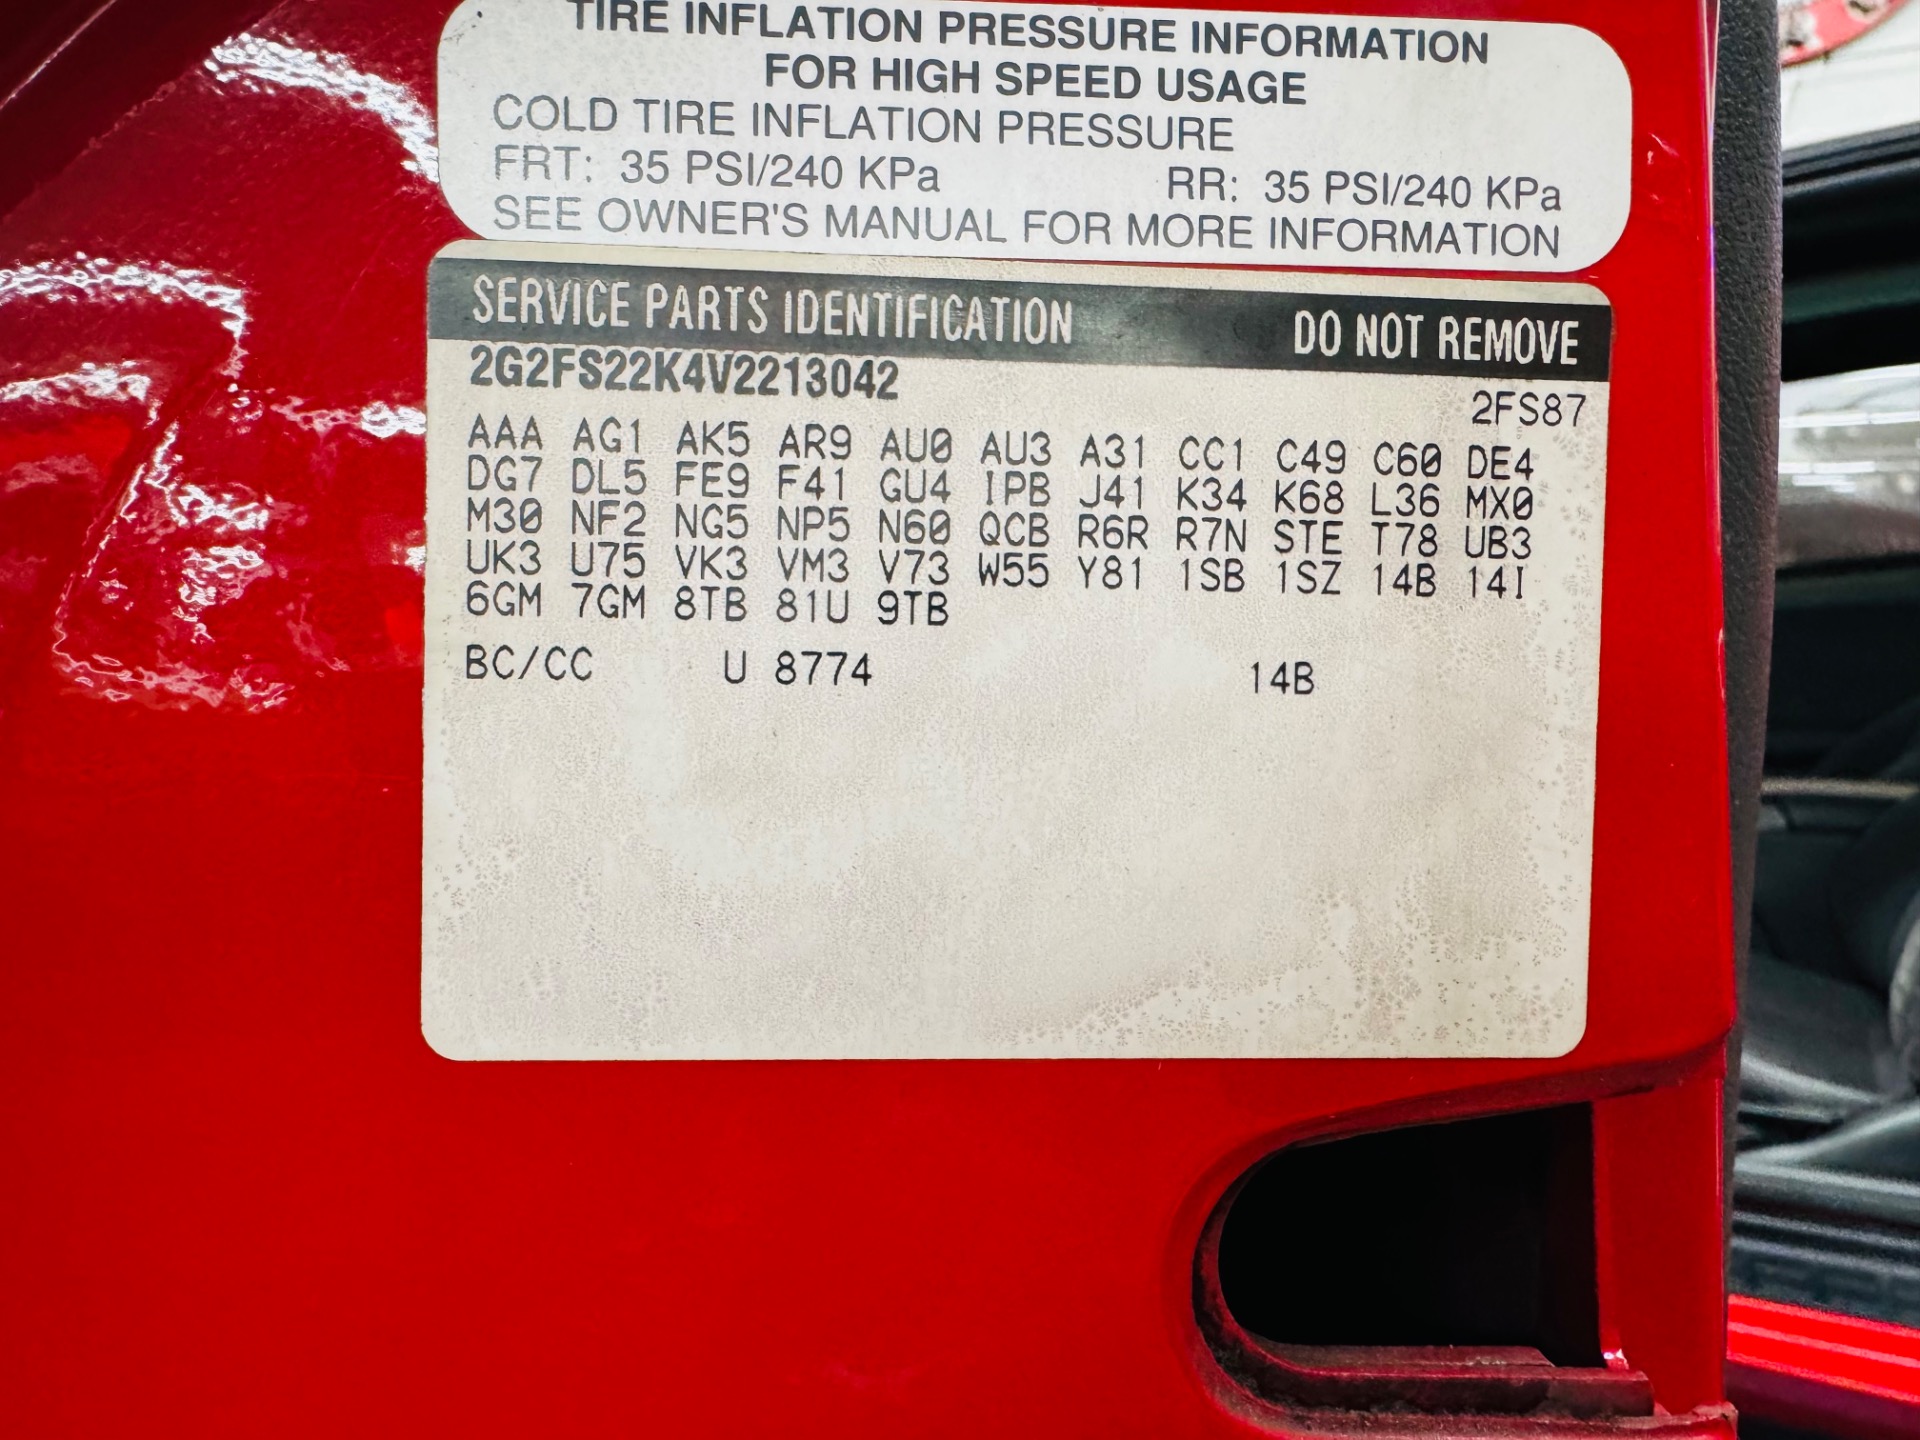 TIRE INFLATION PRESSURE INFORMATION
FOR HIGH SPEED USAGE
COLD TIRE INFLATION PRESSURE
FRT: 35 PSI/240 KPa RR: 35 PSI/240 KPa
SEE OWNER'S MANUAL FOR MORE INFORMATION
SERVICE PARTS IDENTIFICATION DO NOT REMOVE
2G2FS22K4V2213042
2FS87
AAA AG1 AK5 AR9 AU0 AU3 A31 CC1 C49 C60 DE4
DG7 DL5 FE9 F41 GU4 IPB J41 K34 K68 L36 MX0
M30 NF2 NG5 NP5 N60 QCB R6R R7N STE T78 UB3
UK3 U75 VK3 VM3 V73 W55 Y81 1SB 1SZ 14B 14I
6GM 7GM 8TB 81U 9TB
BC/CC U 8774 14B